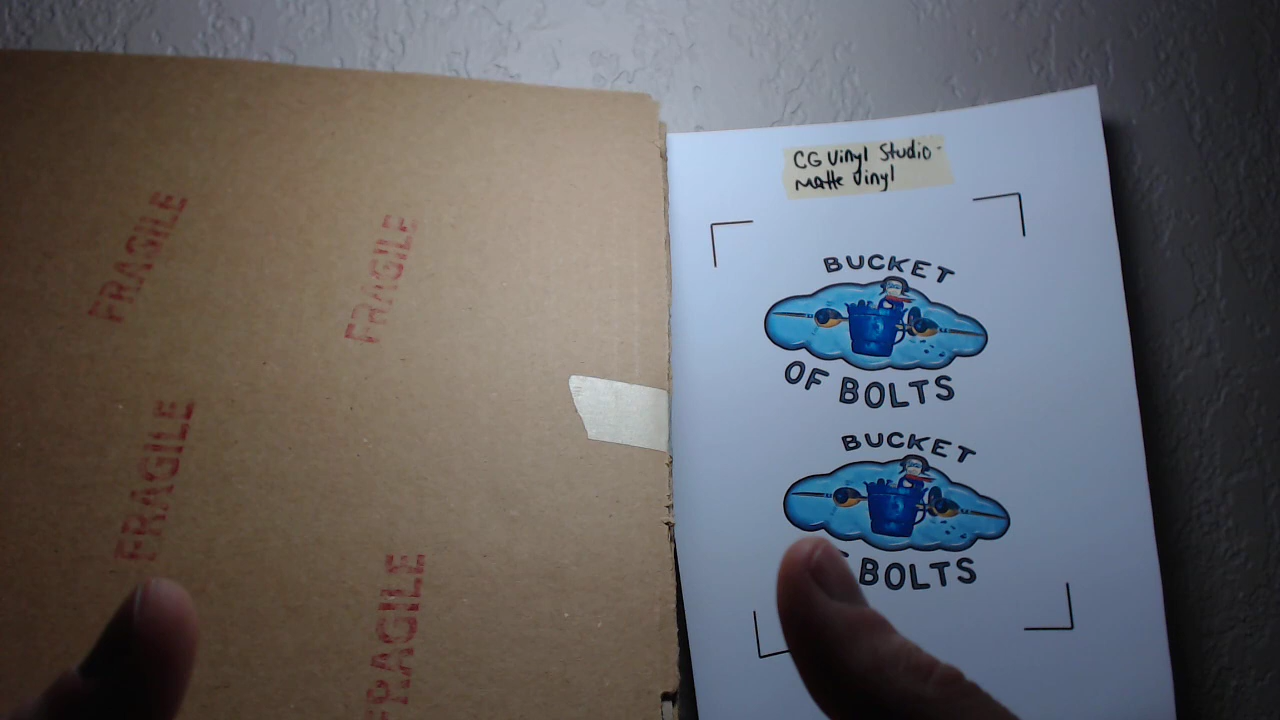 FRAGILE
FRAGILE
FRAGILE
FRAGILE
CG Vinyl Studio -
Matte Vinyl
BUCKET
OF BOLTS
BUCKET
BOLTS